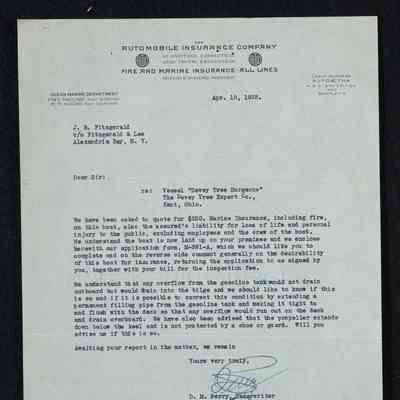 THE
AUTOMOBILE INSURANCE COMPANY
OF HARTFORD, CONNECTICUT
FIRE AND MARINE INSURANCE-ALL LINES
OCEAN MARINE DEPARTMENT
CABLE ADDRESS
AUTOAETNA
Apr. 18,
J. B. Fitzgerald
c/o Fitzgerald & Lee
Alexandria Bay, N. Y.
Dear Sir:
re: Vessel "Davey Tree Surgeons"
The Davey Tree Expert Co.,
Kent, Ohio.
We have been asked to quote for Marine Insurance, including fire,
on this boat, also the assured's liability for loss of life and personal
injury to the public, excluding employees and the crew of the boat.
We understand the boat is now laid up on your premises and we enclose
herewith our application form, which we should like you to
complete and on the reverse side comment generally on the desirability
of this boat for insurance, returning the application to us signed by
you, together with your bill for the inspection fee.
We understand that any overflow from the gasoline tank would not drain
outboard but would drain into the bilge and we should like to know if this
is so and if it is possible to correct this condition by extending a
permanent filling pipe from the gasoline tank and making it tight to
and flush with the deck so that any overflow would run out on the deck
and drain overboard. We have also been advised that the propeller extends
down below the keel and is not protected by a shoe or guard. Will you
advise us if this is so.
Awaiting your report in the matter, we remain
Yours very truly,
D. M. Perry, Underwriter